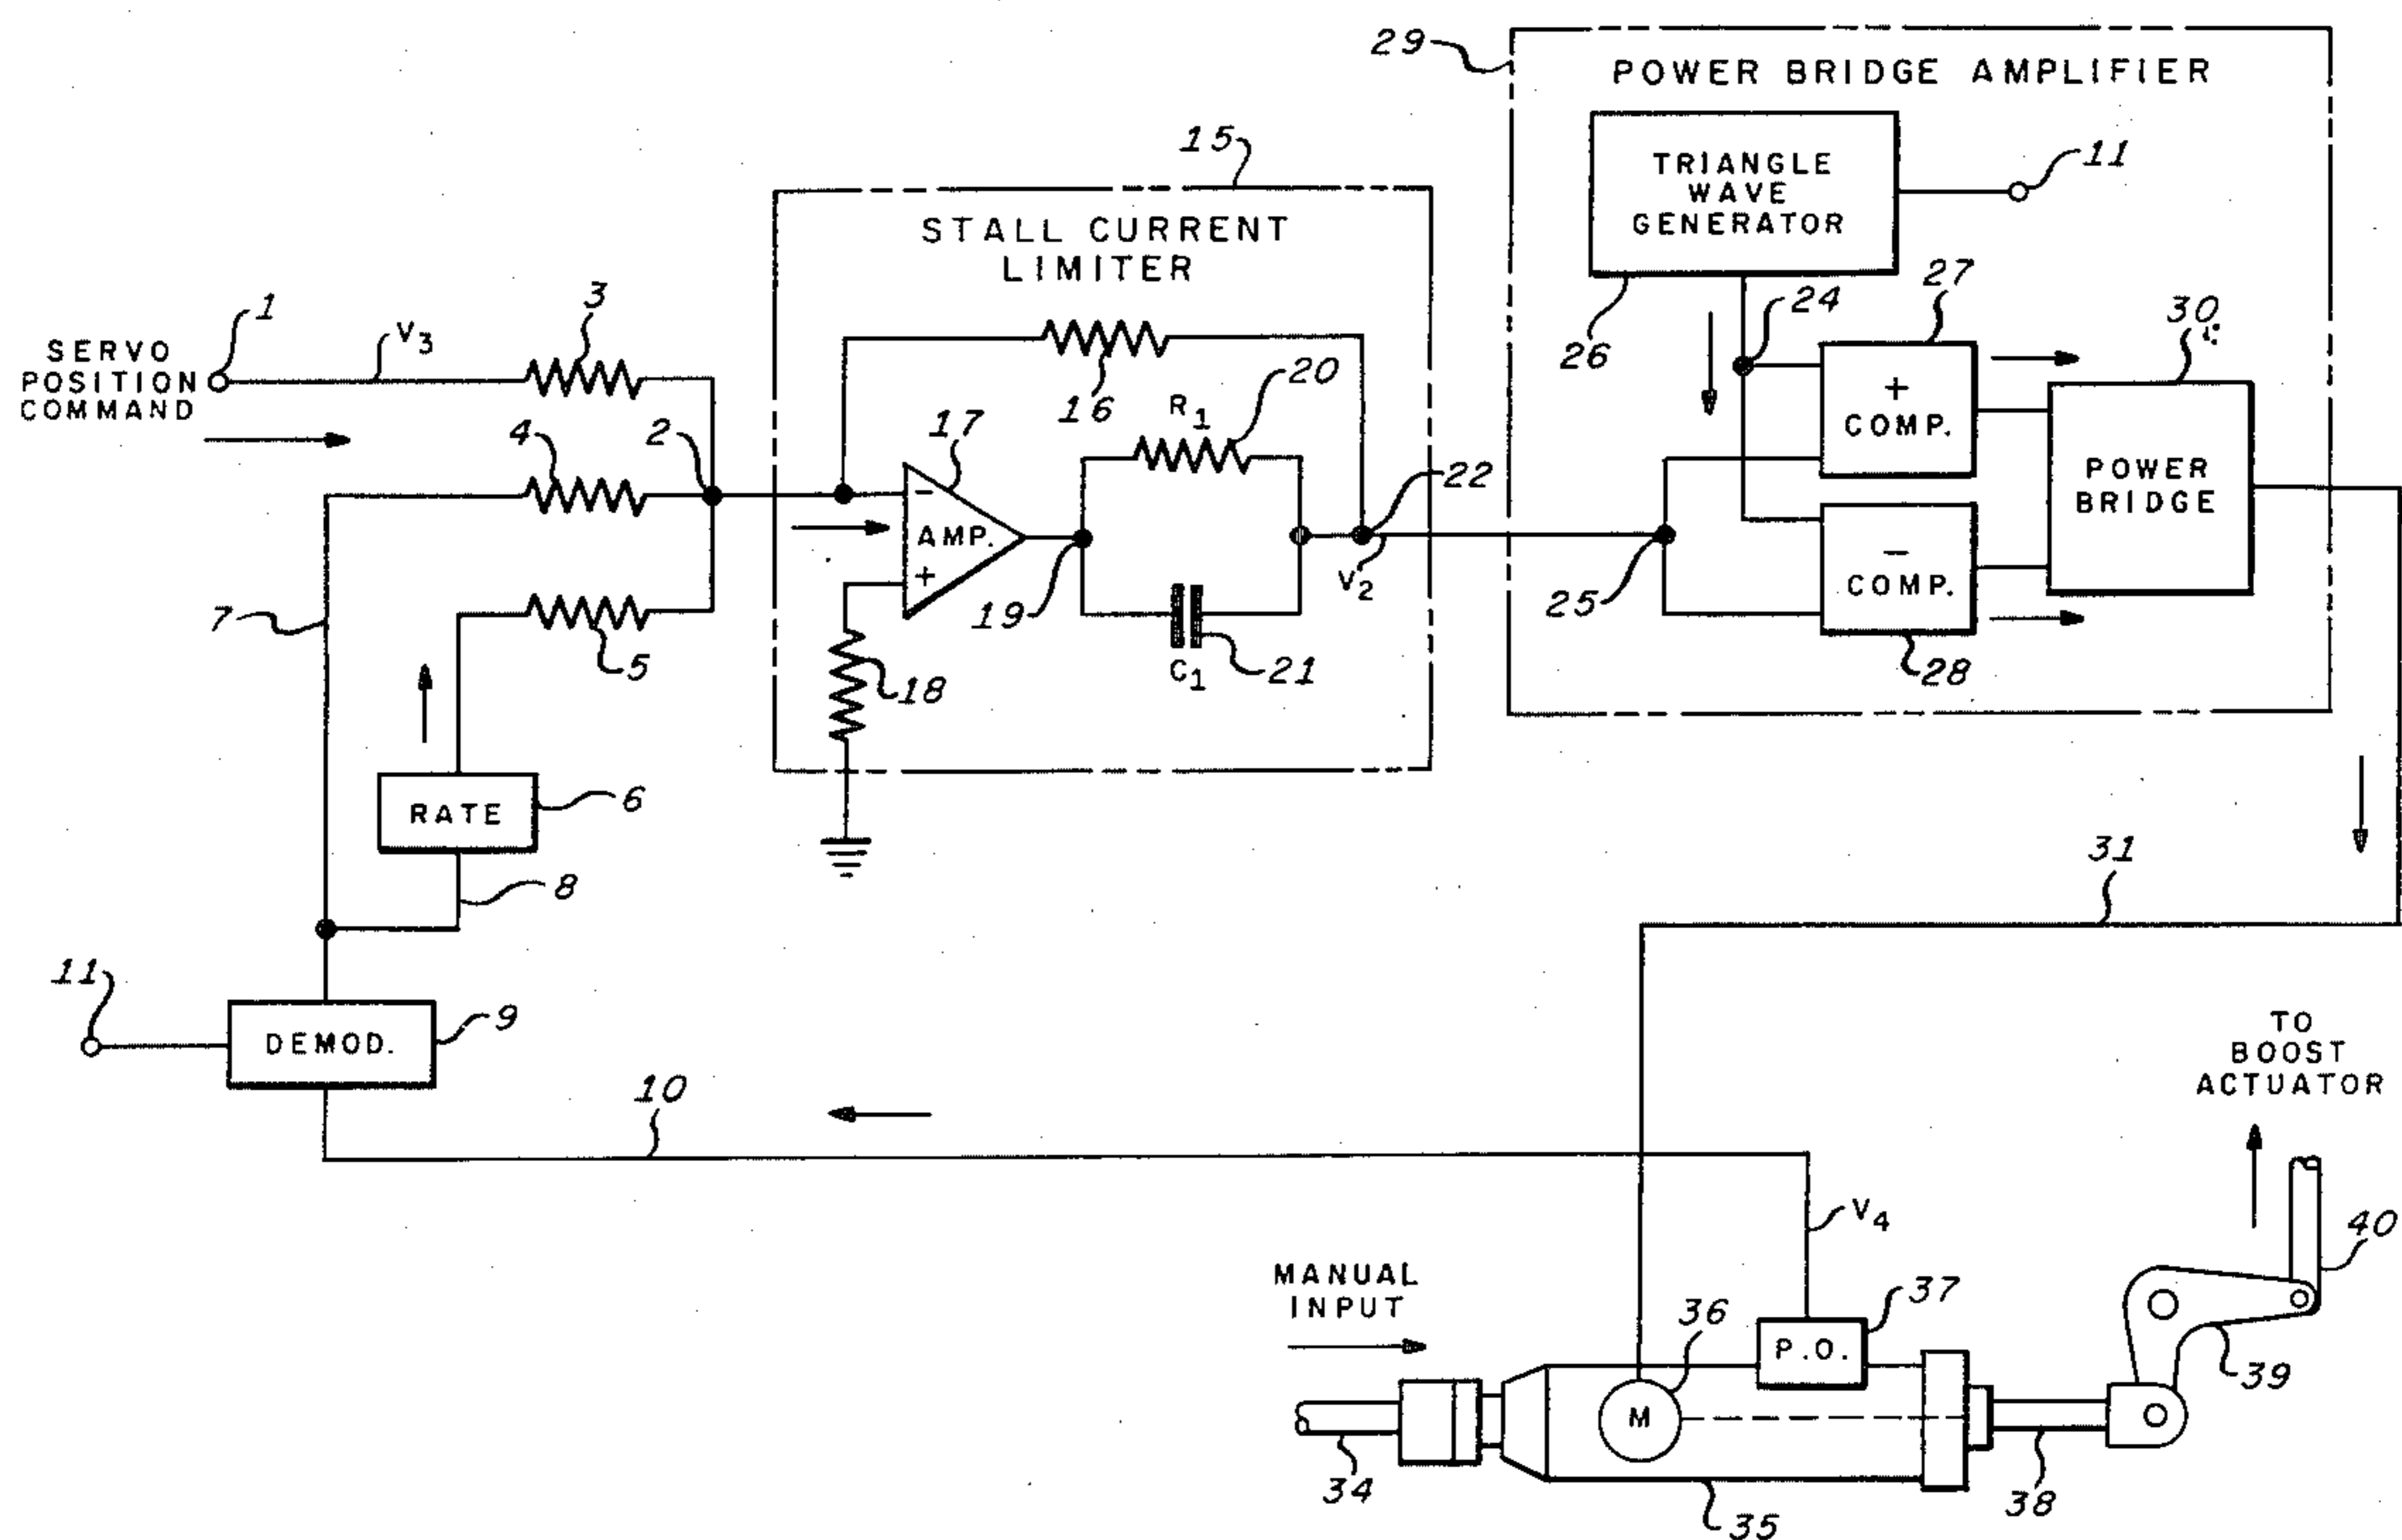 29
POWER BRIDGE AMPLIFIER
15
TRIANGLE
WAVE
GENERATOR
11
STALL CURRENT
LIMITER
26
24
27
30
1
SERVO
POSITION
COMMAND
V3
3
16
R1
20
+
COMP.
4
2
17
22
POWER
BRIDGE
-
AMP.
+
V2
25
-
COMP.
7
5
18
19
C1
21
28
RATE
6
8
31
11
DEMOD.
9
10
TO
BOOST
ACTUATOR
V4
40
MANUAL
INPUT
36
37
P.O.
39
M
34
35
38